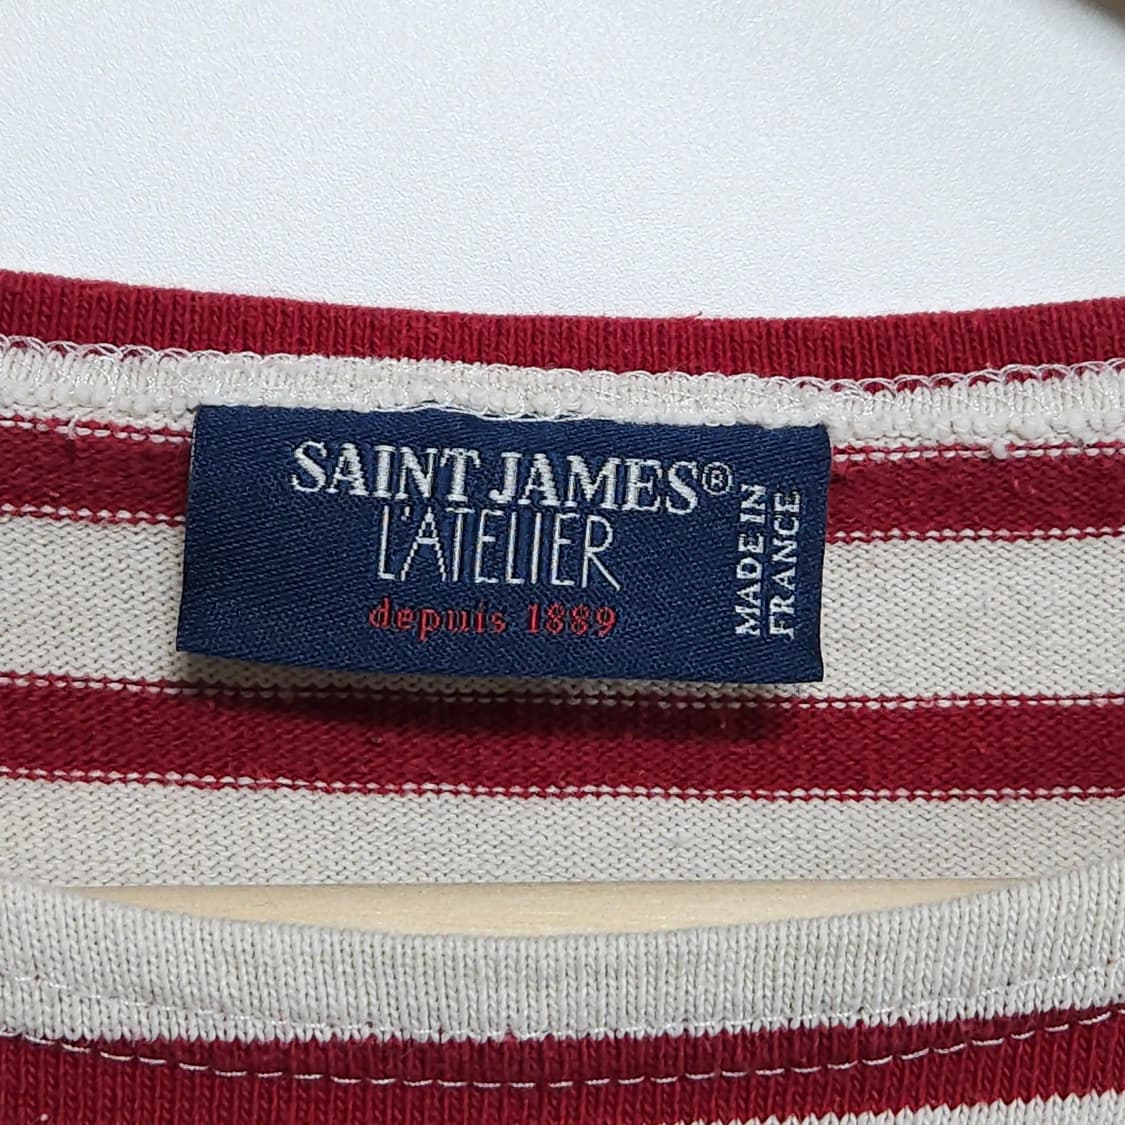 SAINT JAMES®
L'ATELIER
depuis 1889
MADE IN
FRANCE